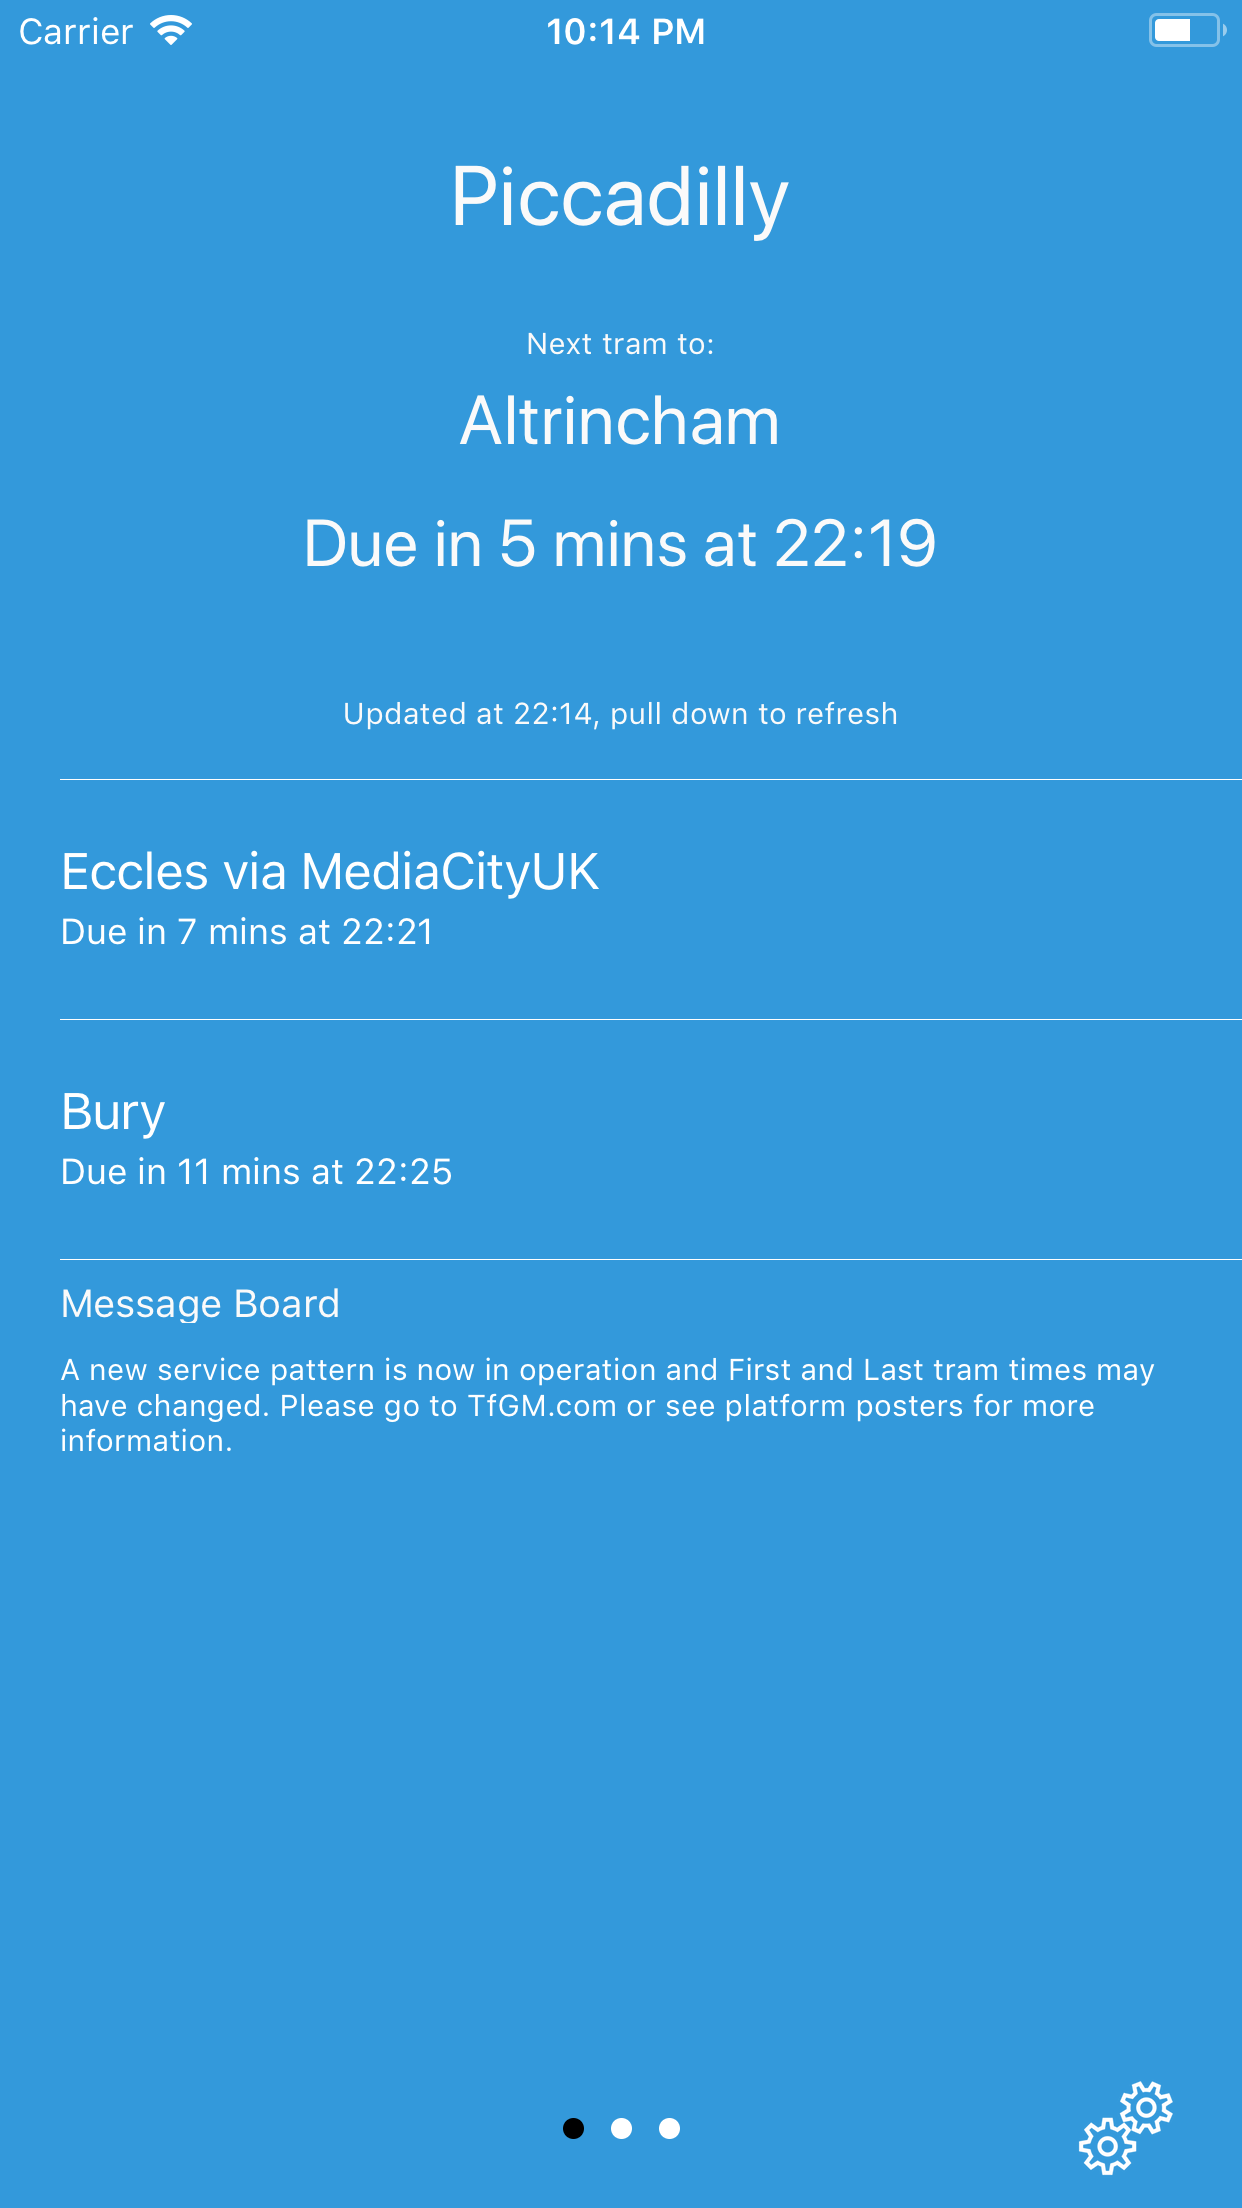 Carrier 10:14 PM
Piccadilly
Next tram to:
Altrincham
Due in 5 mins at 22:19
Updated at 22:14, pull down to refresh
Eccles via MediaCityUK
Due in 7 mins at 22:21
Bury
Due in 11 mins at 22:25
Message Board
A new service pattern is now in operation and First and Last tram times may
have changed. Please go to TfGM.com or see platform posters for more
information.